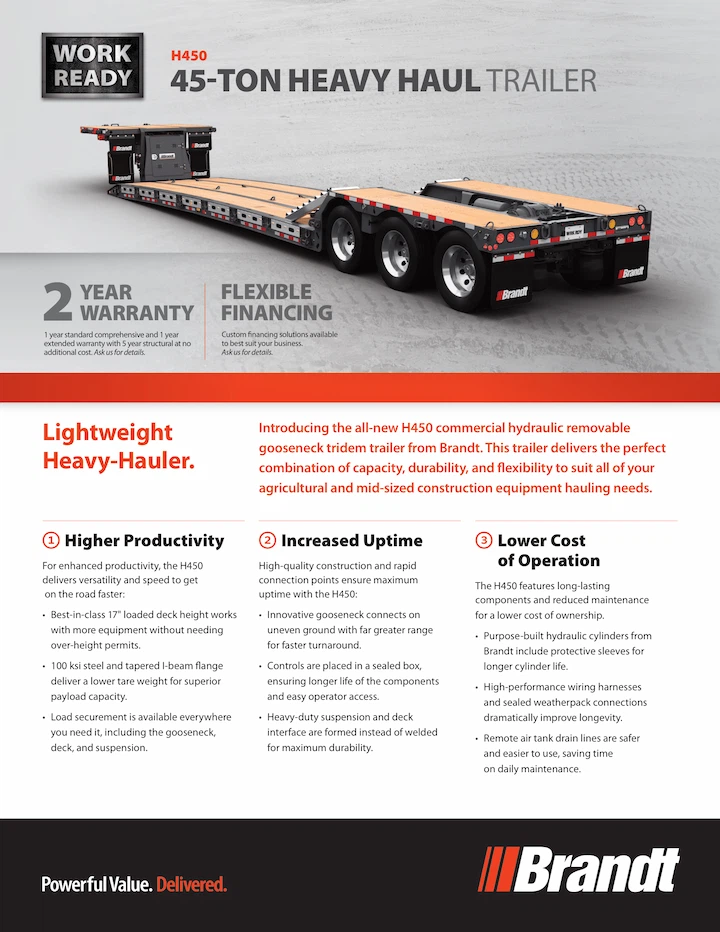 WORK
READY
H450
45-TON HEAVY HAUL TRAILER
Brandt
Brandt
Brandt
Brandt
Brandt
2 YEAR
WARRANTY
1 year standard comprehensive and 1 year
extended warranty with 5 year structural at no
additional cost. Ask us for details.
FLEXIBLE
FINANCING
Custom financing solutions available
to best suit your business.
Ask us for details.
Lightweight
Heavy-Hauler.
Introducing the all-new H450 commercial hydraulic removable
gooseneck tridem trailer from Brandt. This trailer delivers the perfect
combination of capacity, durability, and flexibility to suit all of your
agricultural and mid-sized construction equipment hauling needs.
1 Higher Productivity
For enhanced productivity, the H450
delivers versatility and speed to get
on the road faster:
• Best-in-class 17" loaded deck height works
with more equipment without needing
over-height permits.
• 100 ksi steel and tapered I-beam flange
deliver a lower tare weight for superior
payload capacity.
• Load securement is available everywhere
you need it, including the gooseneck,
deck, and suspension.
2 Increased Uptime
High-quality construction and rapid
connection points ensure maximum
uptime with the H450:
• Innovative gooseneck connects on
uneven ground with far greater range
for faster turnaround.
• Controls are placed in a sealed box,
ensuring longer life of the components
and easy operator access.
• Heavy-duty suspension and deck
interface are formed instead of welded
for maximum durability.
3 Lower Cost
of Operation
The H450 features long-lasting
components and reduced maintenance
for a lower cost of ownership.
• Purpose-built hydraulic cylinders from
Brandt include protective sleeves for
longer cylinder life.
• High-performance wiring harnesses
and sealed weatherpack connections
dramatically improve longevity.
• Remote air tank drain lines are safer
and easier to use, saving time
on daily maintenance.
Powerful Value. Delivered.
Brandt